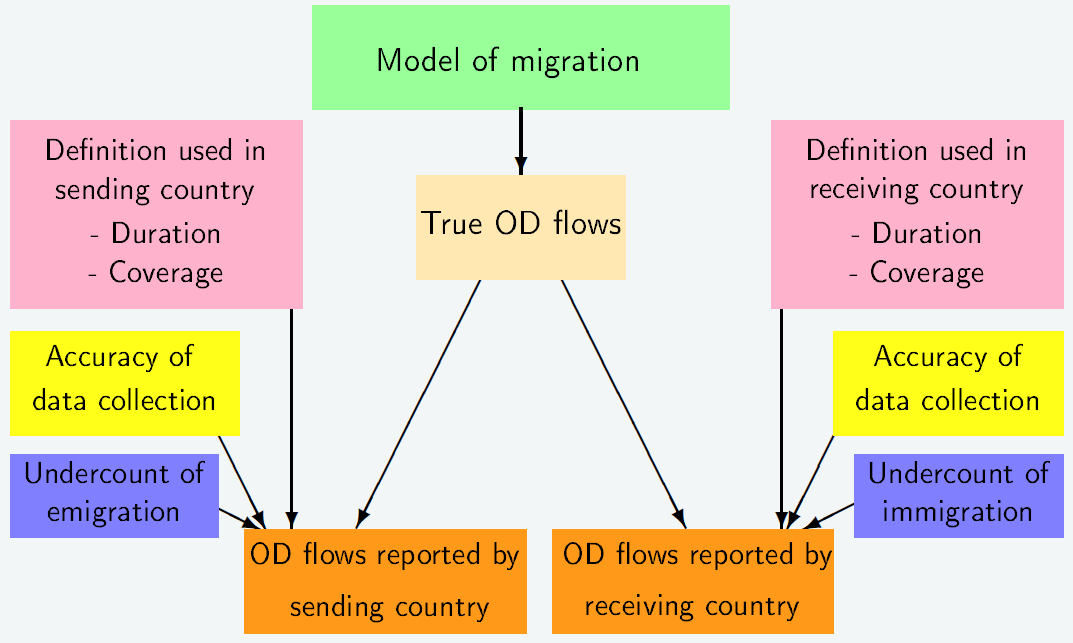 Model of migration
Definition used in
sending country
- Duration
- Coverage
True OD flows
Definition used in
receiving country
- Duration
- Coverage
Accuracy of
data collection
Accuracy of
data collection
Undercount of
emigration
Undercount of
immigration
OD flows reported by
sending country
OD flows reported by
receiving country